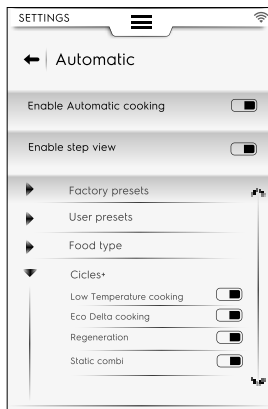 SETTINGS
Automatic
Enable Automatic cooking
Enable step view
Factory presets
User presets
Food type
Cicles+
Low Temperature cooking
Eco Delta cooking
Regeneration
Static combi